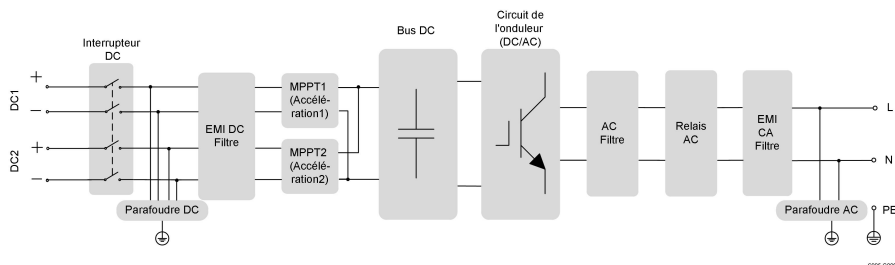 Interrupteur
DC
DC1
+
−
DC2
+
−
Parafoudre DC
EMI DC
Filtre
MPPT1
(Accélé-
ration1)
MPPT2
(Accélé-
ration2)
Bus DC
Circuit de
l'onduleur
(DC/AC)
AC
Filtre
Relais
AC
EMI
CA
Filtre
Parafoudre AC
L
N
PE